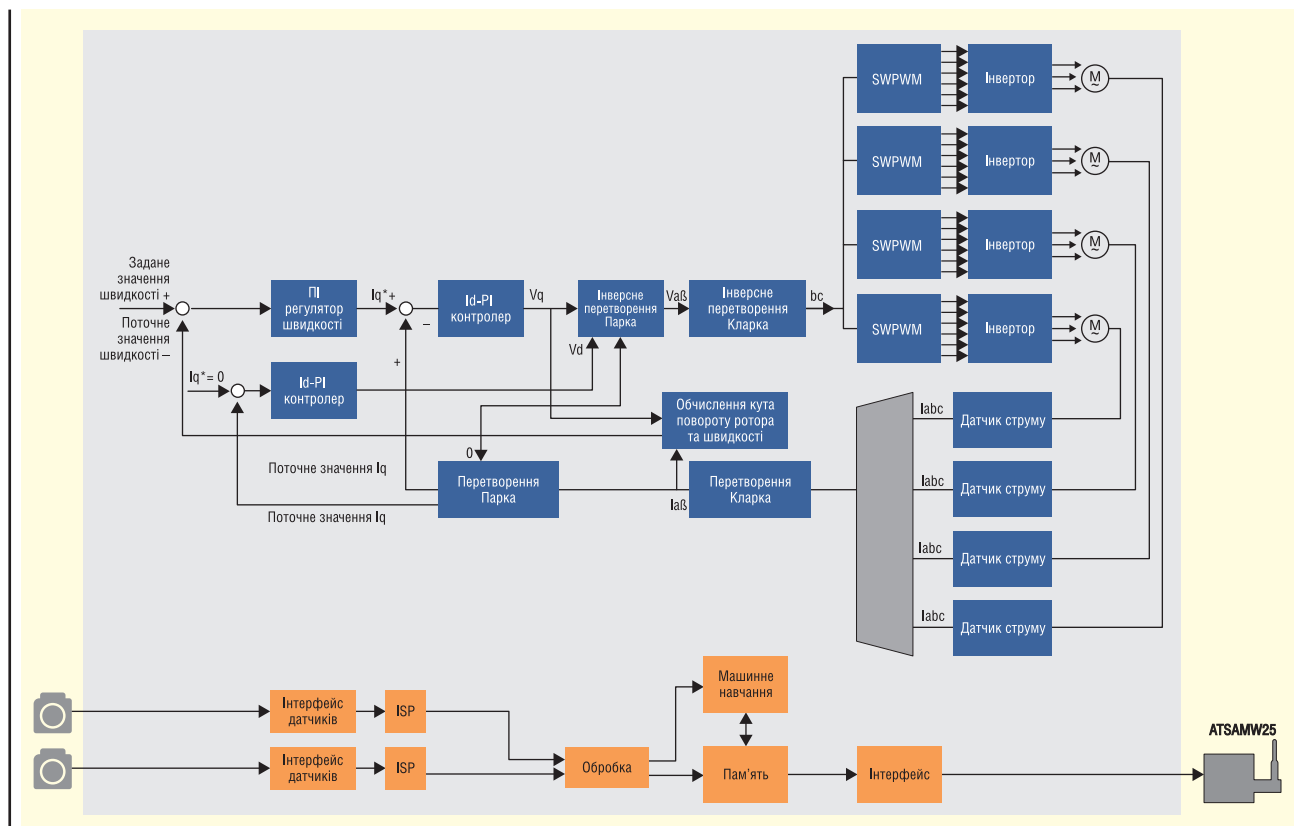 SWPWM
Інвертор
M
~
SWPWM
Інвертор
M
~
SWPWM
Інвертор
M
~
SWPWM
Інвертор
M
~
Задане
значення
швидкості +
Поточне
значення
швидкості –
ПІ
регулятор
швидкості
Iq*+
–
+
Id-PI
контролер
Vq
Інверсне
перетворення
Парка
Vaß
Інверсне
перетворення
Кларка
bc
Vd
Iq*= 0
Id-PI
контролер
Обчислення кута
повороту ротора
та швидкості
0
Поточне значення Iq
Перетворення
Парка
Iaß
Перетворення
Кларка
Поточне значення Iq
Iabc
Датчик струму
Iabc
Датчик струму
Iabc
Датчик струму
Iabc
Датчик струму
Машинне
навчання
Інтерфейс
датчиків
ISP
Інтерфейс
датчиків
ISP
Обробка
Пам'ять
Інтерфейс
ATSAMW25